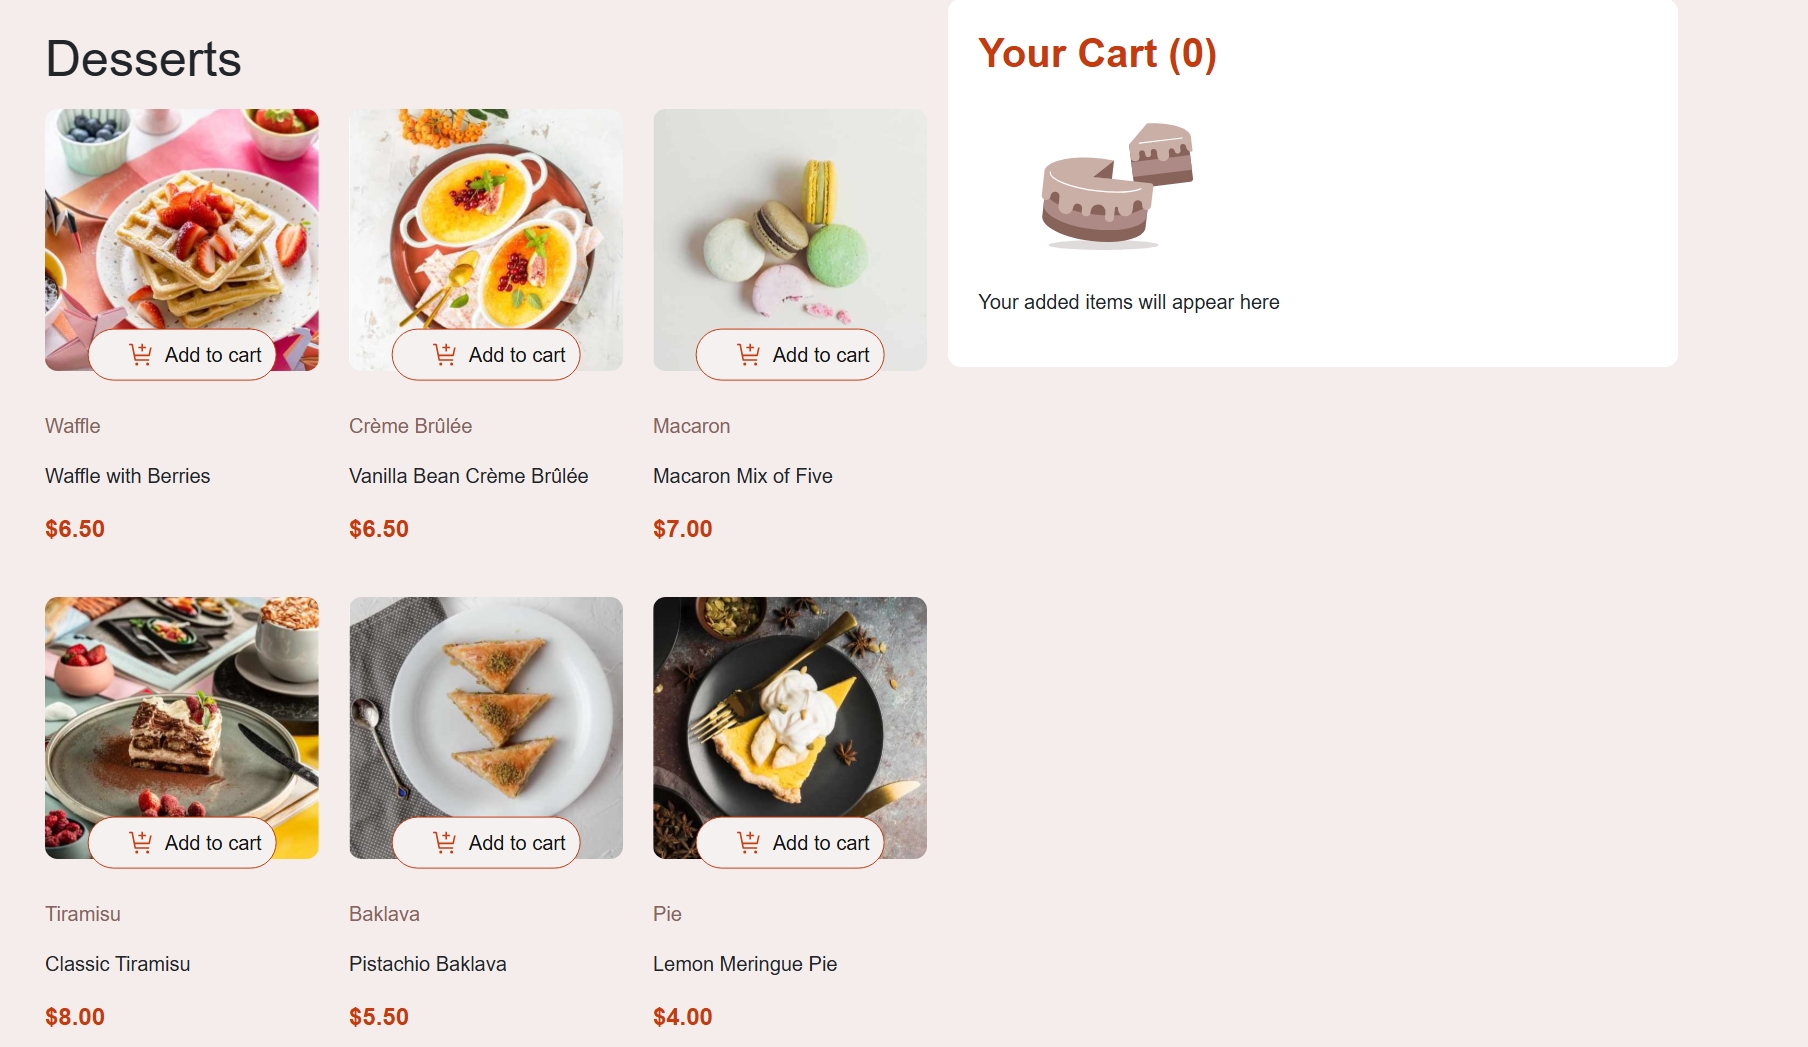 Desserts
Add to cart
Waffle
Waffle with Berries
$6.50
Add to cart
Crème Brûlée
Vanilla Bean Crème Brûlée
$6.50
Add to cart
Macaron
Macaron Mix of Five
$7.00
Add to cart
Tiramisu
Classic Tiramisu
$8.00
Add to cart
Baklava
Pistachio Baklava
$5.50
Add to cart
Pie
Lemon Meringue Pie
$4.00
Your Cart (0)
Your added items will appear here